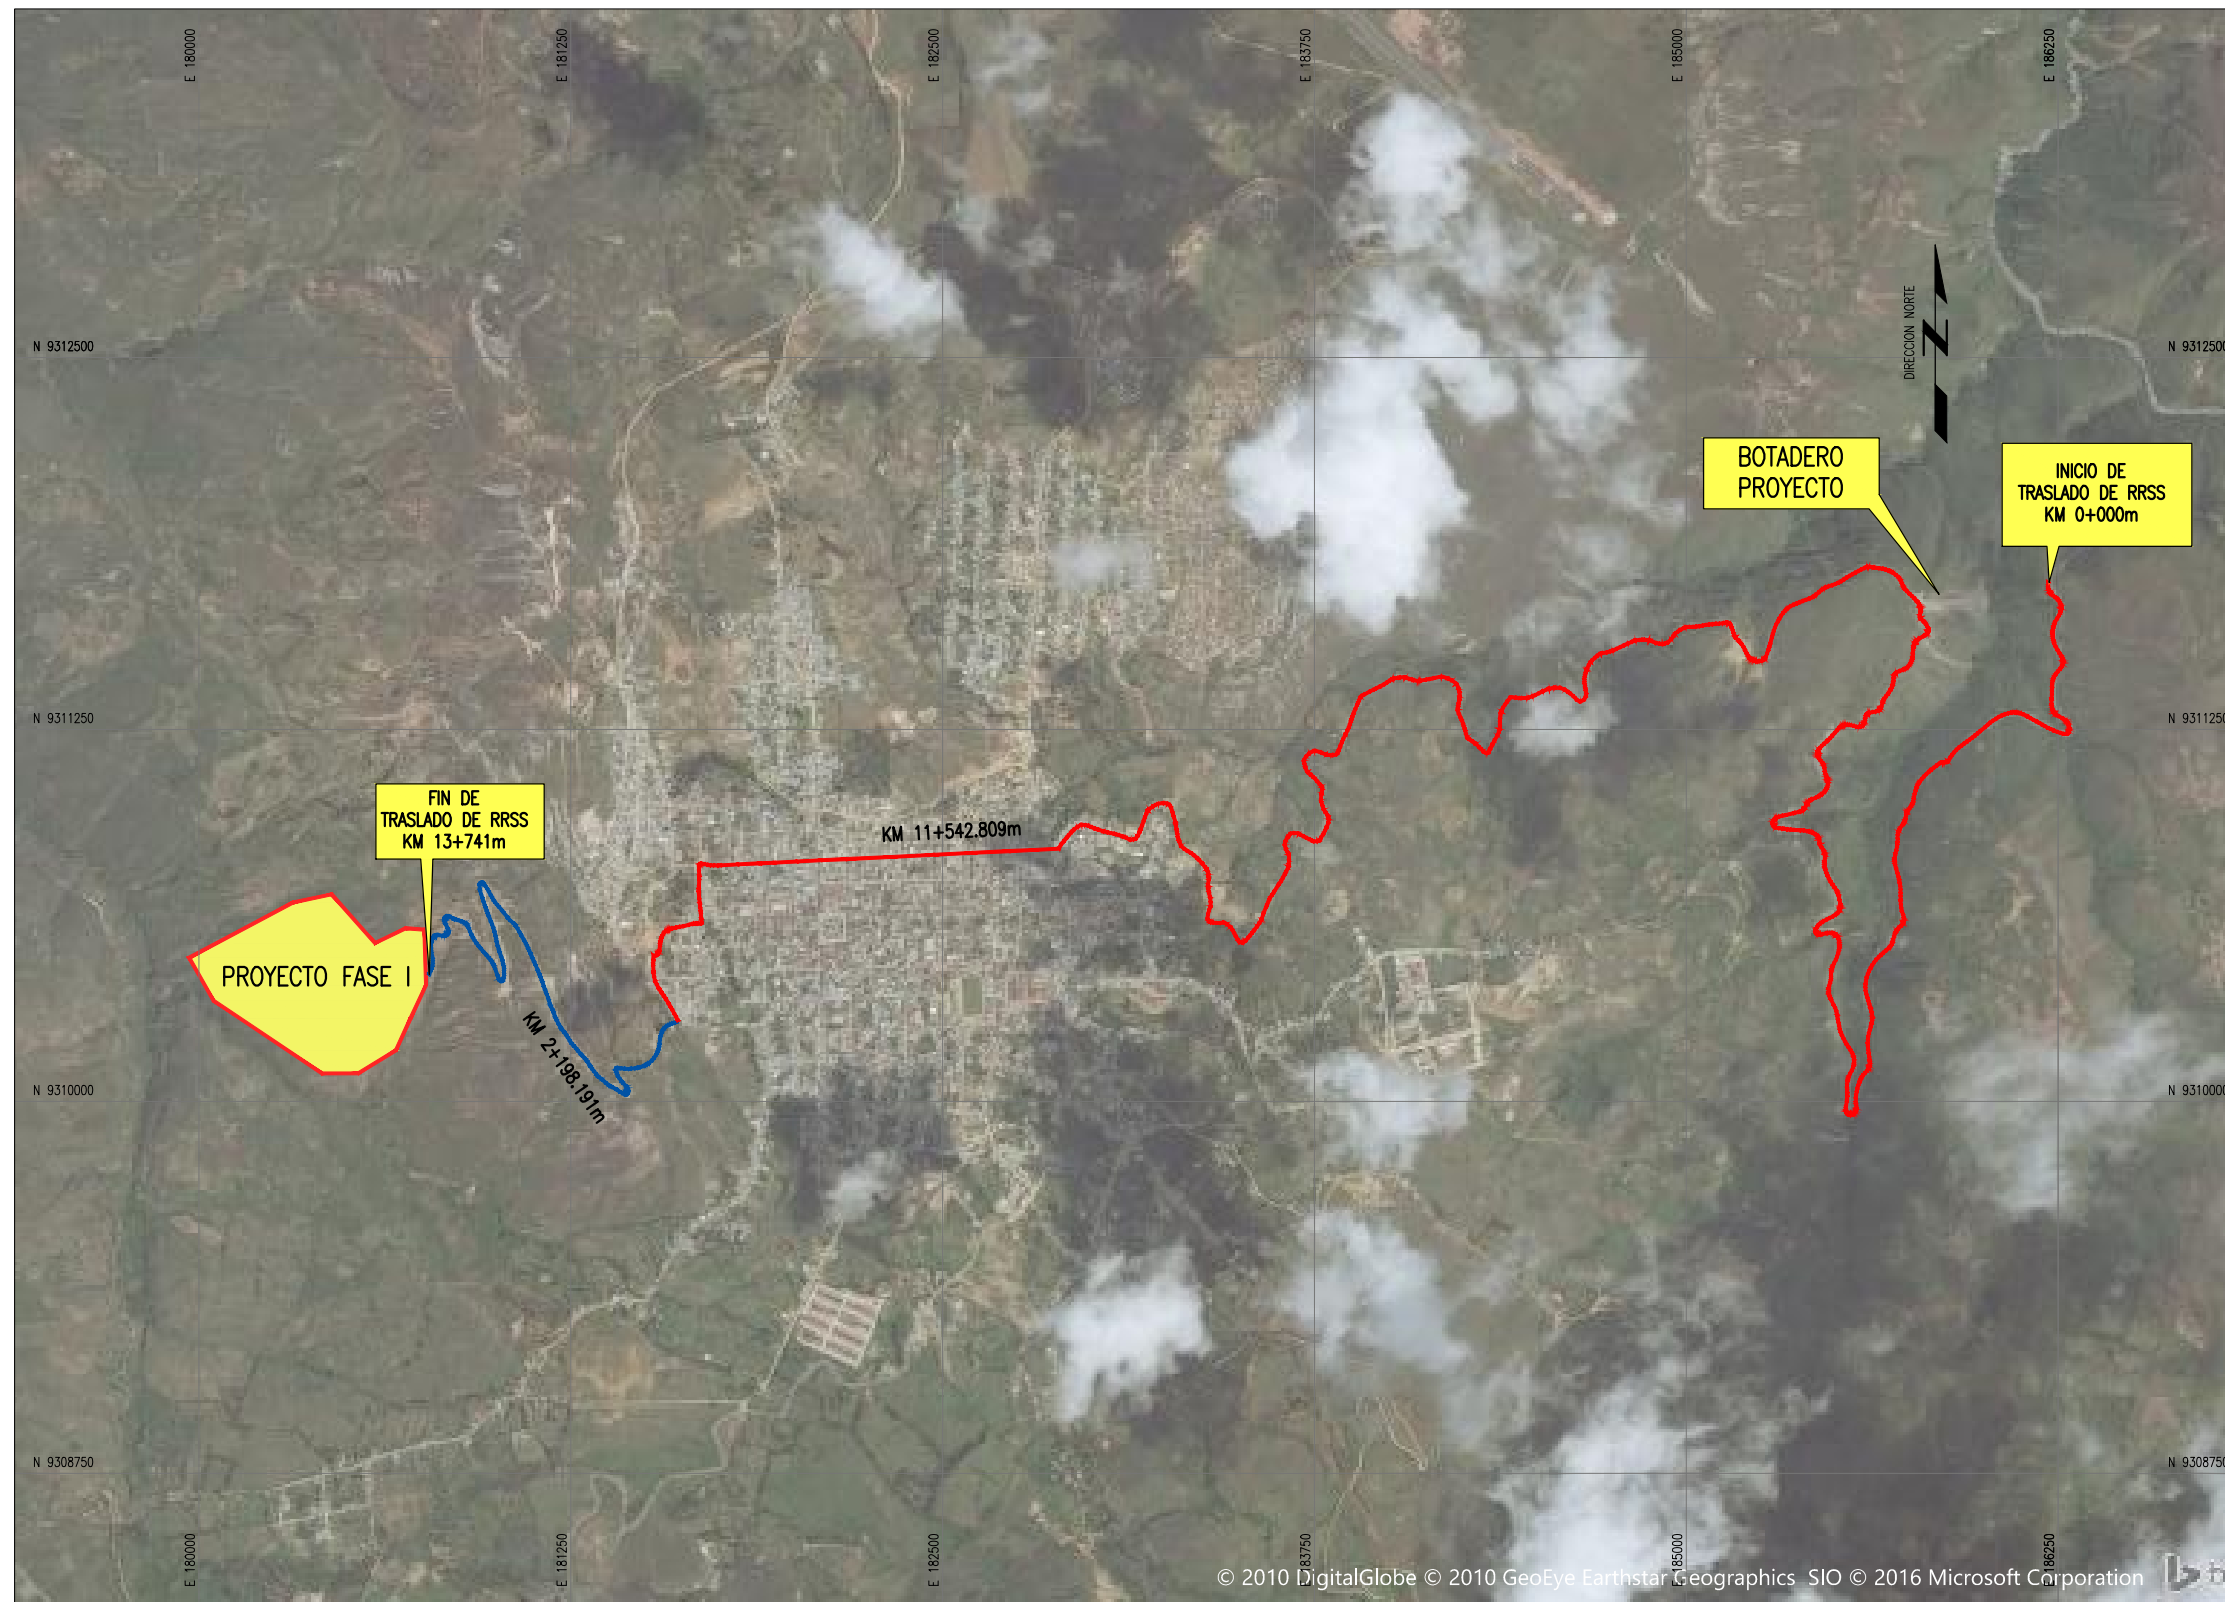 E 180000
E 181250
E 182500
E 183750
E 185000
E 186250
DIRECCION NORTE
N
N 9312500
N 9312500
BOTADERO
PROYECTO
INICIO DE
TRASLADO DE RRSS
KM 0+000m
N 9311250
N 9311250
FIN DE
TRASLADO DE RRSS
KM 13+741m
KM 11+542.809m
PROYECTO FASE I
KM 2+198.191m
N 9310000
N 9310000
N 9308750
N 9308750
E 180000
E 181250
E 182500
E 183750
E 185000
E 186250
© 2010 DigitalGlobe © 2010 GeoEye Earthstar Geographics SIO © 2016 Microsoft Corporation